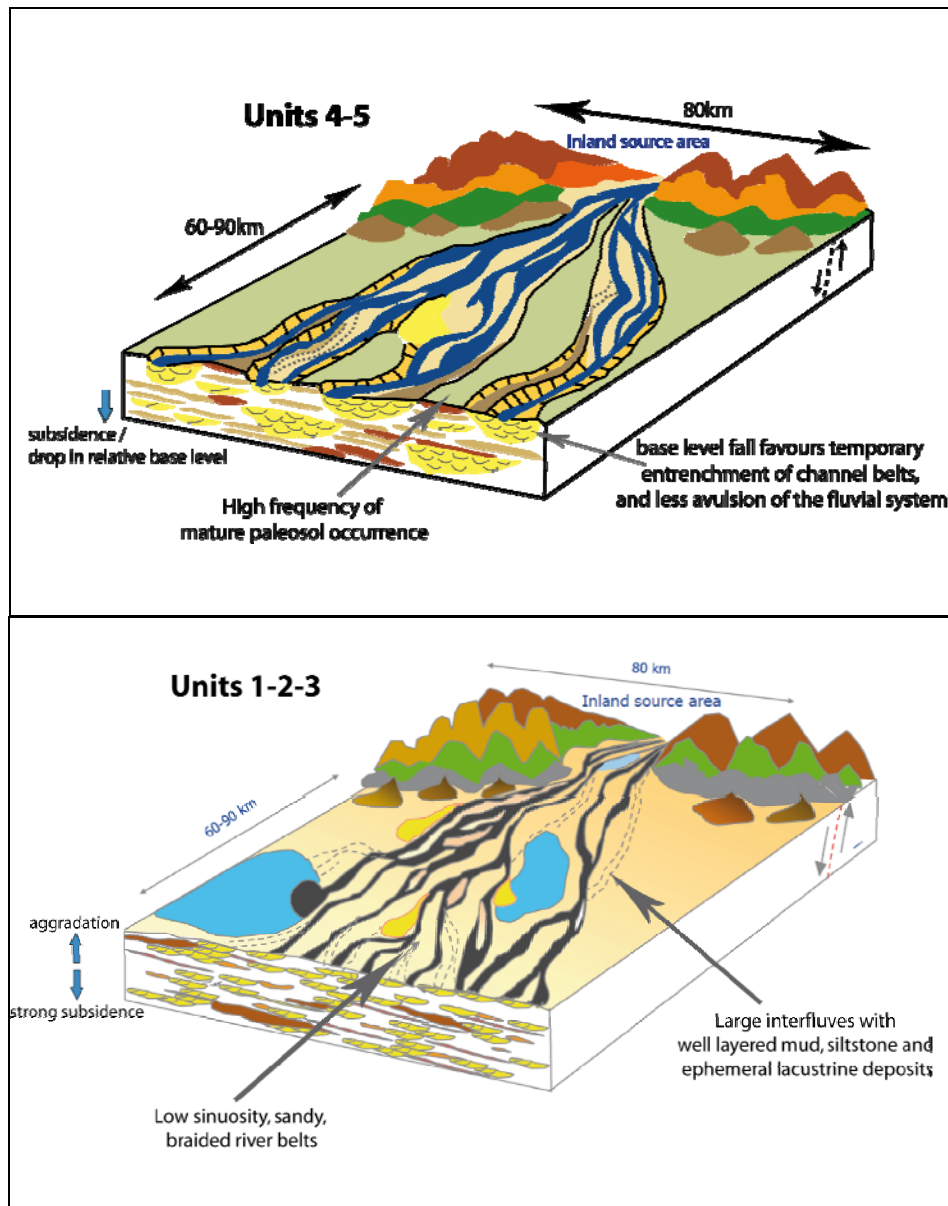 Units 4-5
80km
Inland source area
60-90km
subsidence /
drop in relative base level
High frequency of
mature paleosol occurrence
base level fall favours temporary
entrenchment of channel belts,
and less avulsion of the fluvial system
Units 1-2-3
80 km
Inland source area
60-90 km
aggradation
strong subsidence
Large interfluves with
well layered mud, siltstone and
ephemeral lacustrine deposits
Low sinuosity, sandy,
braided river belts